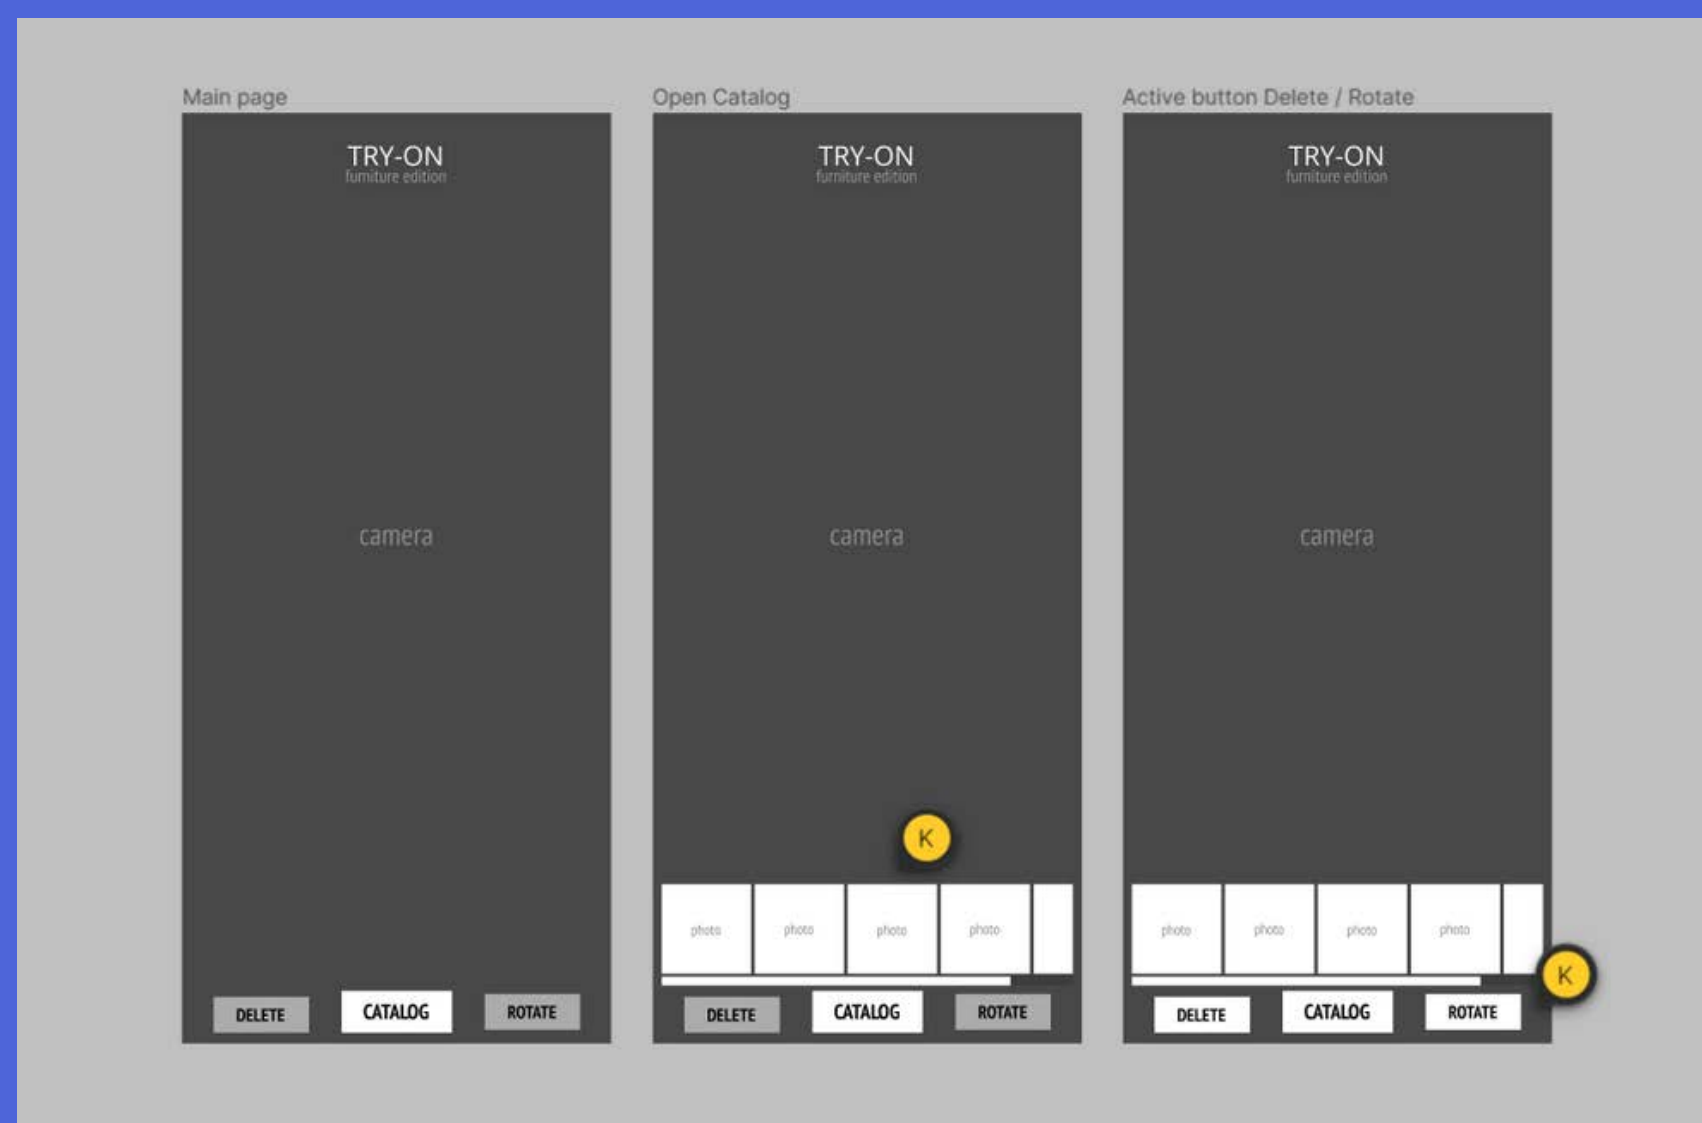 Main page
TRY-ON
furniture edition
camera
DELETE
CATALOG
ROTATE
Open Catalog
TRY-ON
furniture edition
camera
K
photo
photo
photo
photo
DELETE
CATALOG
ROTATE
Active button Delete / Rotate
TRY-ON
furniture edition
camera
photo
photo
photo
photo
K
DELETE
CATALOG
ROTATE